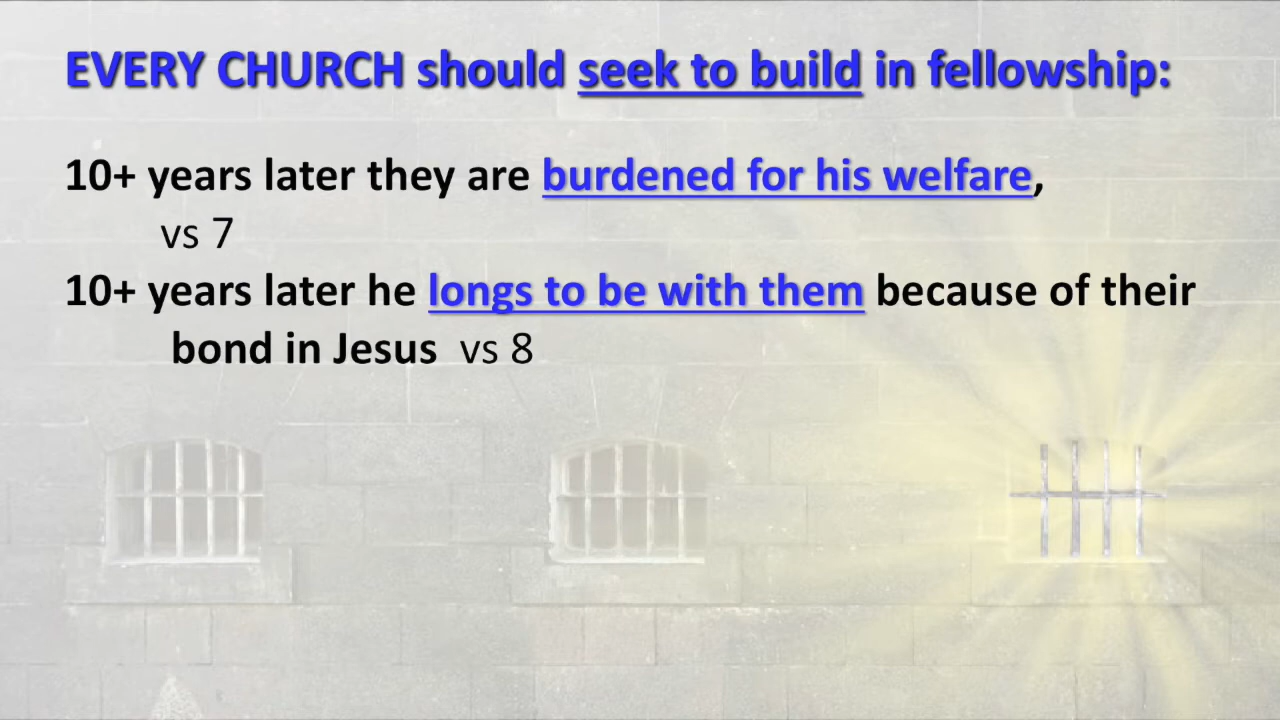 EVERY CHURCH should seek to build in fellowship:
10+ years later they are burdened for his welfare,
vs 7
10+ years later he longs to be with them because of their
bond in Jesus vs 8